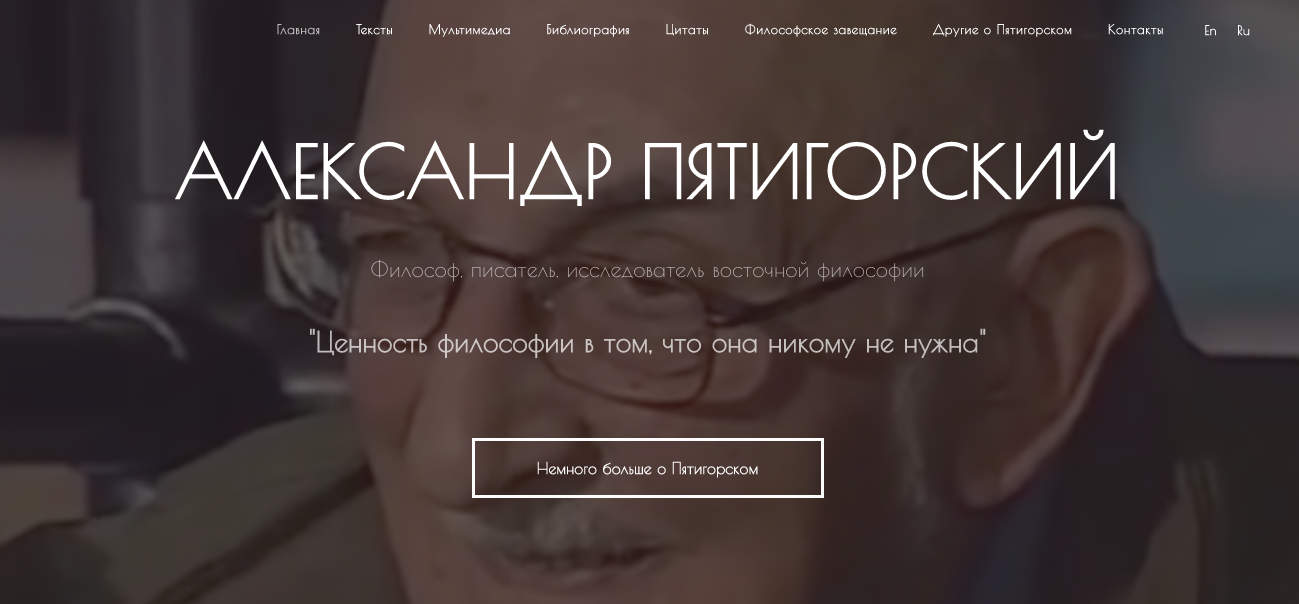 Главная Тексты Мультимедиа Библиография Цитаты Философское завещание Другие о Пятигорском Контакты En Ru
АЛЕКСАНДР ПЯТИГОРСКИЙ
Философ, писатель, исследователь восточной философии
"Ценность философии в том, что она никому не нужна"
Немного больше о Пятигорском